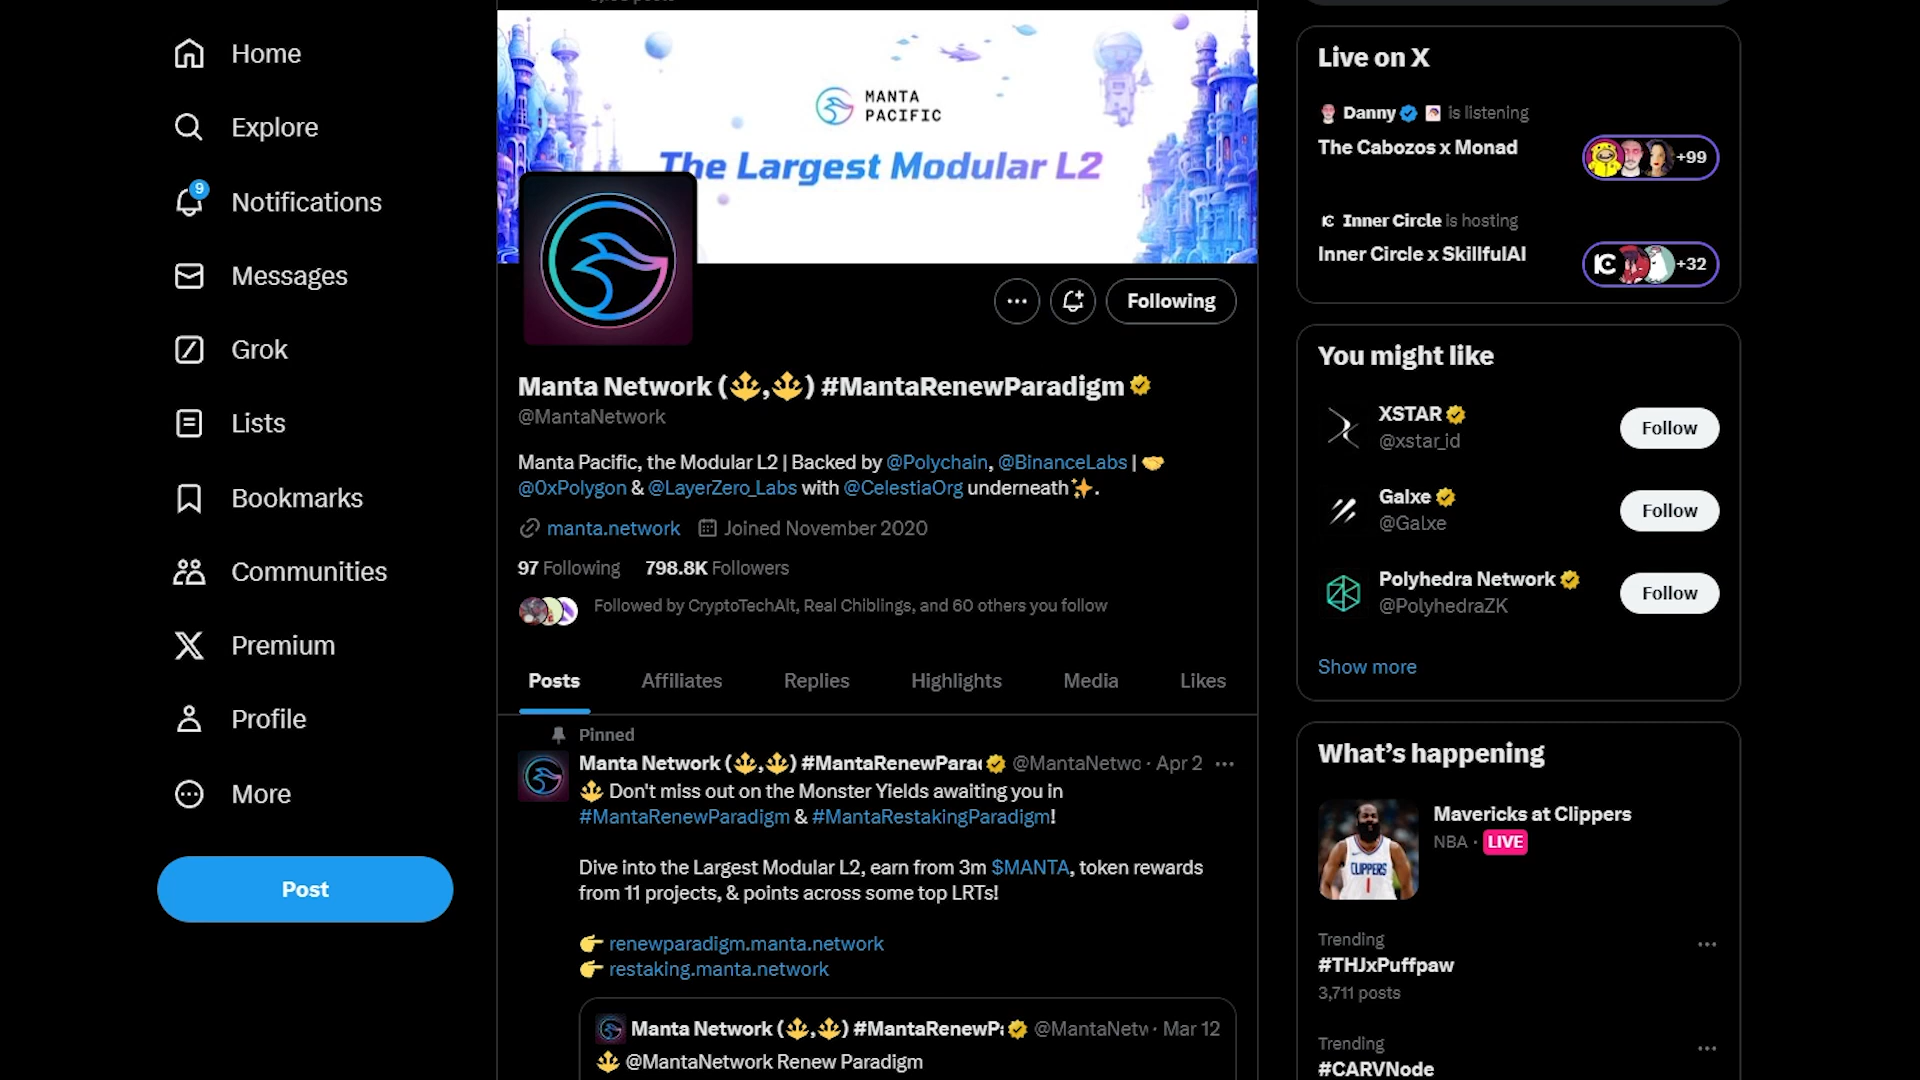 Home
Explore
9
Notifications
Messages
Grok
Lists
Bookmarks
Communities
Premium
Profile
More
Post
MANTA
PACIFIC
The Largest Modular L2
Following
Manta Network (🔱,🔱) #MantaRenewParadigm
@MantaNetwork
Manta Pacific, the Modular L2 | Backed by @Polychain, @BinanceLabs | 🤝
@0xPolygon & @LayerZero_Labs with @CelestiaOrg underneath✨.
manta.network Joined November 2020
97 Following 798.8K Followers
Followed by CryptoTechAlt, Real Chiblings, and 60 others you follow
Posts Affiliates Replies Highlights Media Likes
Pinned
Manta Network (🔱,🔱) #MantaRenewPara @MantaNetwo · Apr 2 ···
🔱 Don't miss out on the Monster Yields awaiting you in
#MantaRenewParadigm & #MantaRestakingParadigm!
Dive into the Largest Modular L2, earn from 3m $MANTA, token rewards
from 11 projects, & points across some top LRTs!
👉 renewparadigm.manta.network
👉 restaking.manta.network
Manta Network (🔱,🔱) #MantaRenewP @MantaNetw · Mar 12
🔱 @MantaNetwork Renew Paradigm
Live on X
Danny is listening
The Cabozos x Monad
+99
Inner Circle is hosting
Inner Circle x SkillfulAI
+32
You might like
XSTAR
@xstar_id
Follow
Galxe
@Galxe
Follow
Polyhedra Network
@PolyhedraZK
Follow
Show more
What's happening
Mavericks at Clippers
NBA · LIVE
CLIPPERS
1
Trending
#THJxPuffpaw
3,711 posts
Trending
#CARVNode